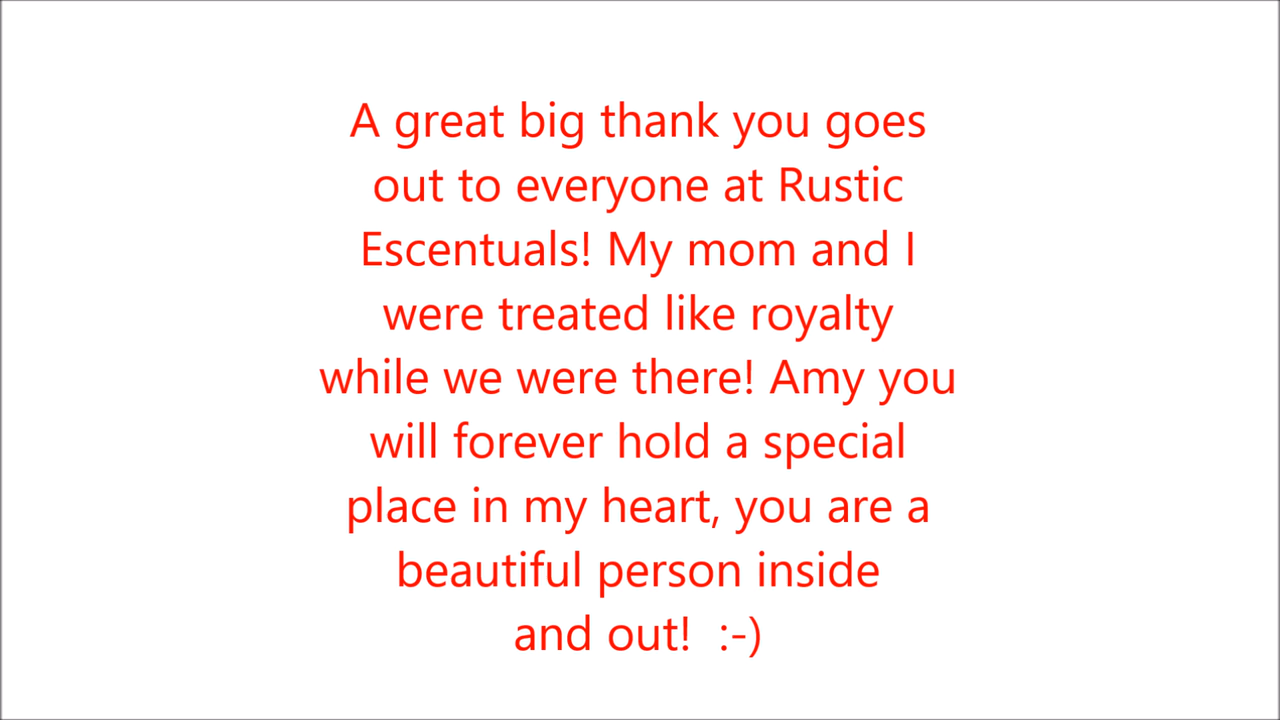 A great big thank you goes
out to everyone at Rustic
Escentuals! My mom and I
were treated like royalty
while we were there! Amy you
will forever hold a special
place in my heart, you are a
beautiful person inside
and out!  :-)